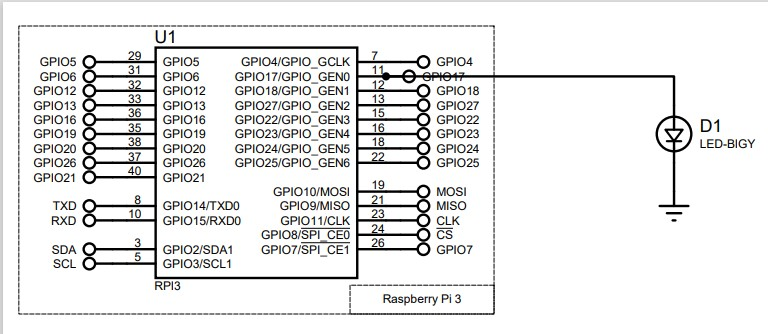 U1
GPIO5 29 GPIO5 GPIO4/GPIO_GCLK 7 GPIO4
GPIO6 31 GPIO6 GPIO17/GPIO_GEN0 11 GPIO17
GPIO12 32 GPIO12 GPIO18/GPIO_GEN1 12 GPIO18
GPIO13 33 GPIO13 GPIO27/GPIO_GEN2 13 GPIO27
GPIO16 36 GPIO16 GPIO22/GPIO_GEN3 15 GPIO22
GPIO19 35 GPIO19 GPIO23/GPIO_GEN4 16 GPIO23
GPIO20 38 GPIO20 GPIO24/GPIO_GEN5 18 GPIO24
GPIO26 37 GPIO26 GPIO25/GPIO_GEN6 22 GPIO25
GPIO21 40 GPIO21
GPIO10/MOSI 19 MOSI
TXD 8 GPIO14/TXD0 GPIO9/MISO 21 MISO
RXD 10 GPIO15/RXD0 GPIO11/CLK 23 CLK
GPIO8/SPI_CE0 24 CS
SDA 3 GPIO2/SDA1 GPIO7/SPI_CE1 26 GPIO7
SCL 5 GPIO3/SCL1
RPI3
Raspberry Pi 3
D1
LED-BIGY